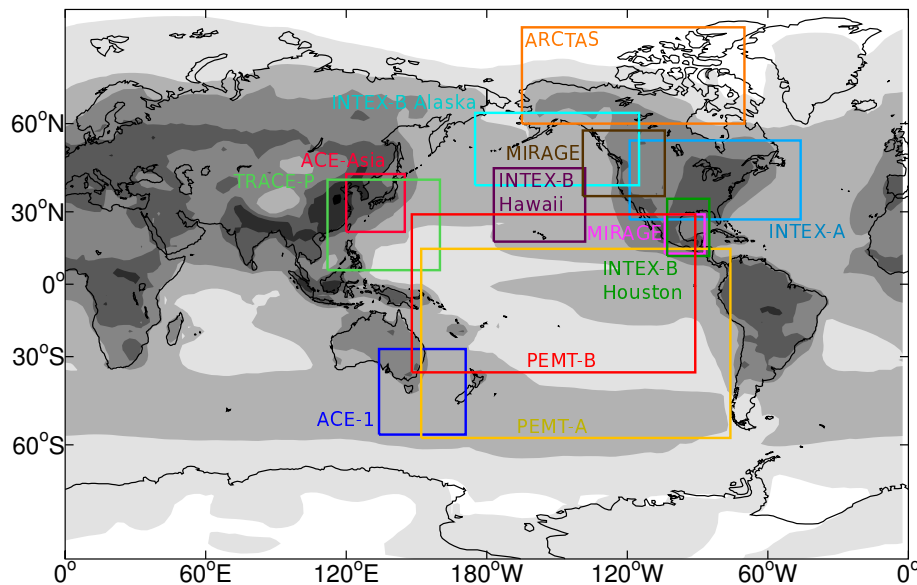 ARCTAS
INTEX-B Alaska
60°N
MIRAGE
ACE-Asia
TRACE-P
INTEX-B
Hawaii
30°N
MIRAGE
INTEX-A
INTEX-B
Houston
0°
PEMT-B
30°S
ACE-1
PEMT-A
60°S
0° 60°E 120°E 180°W 120°W 60°W 0°